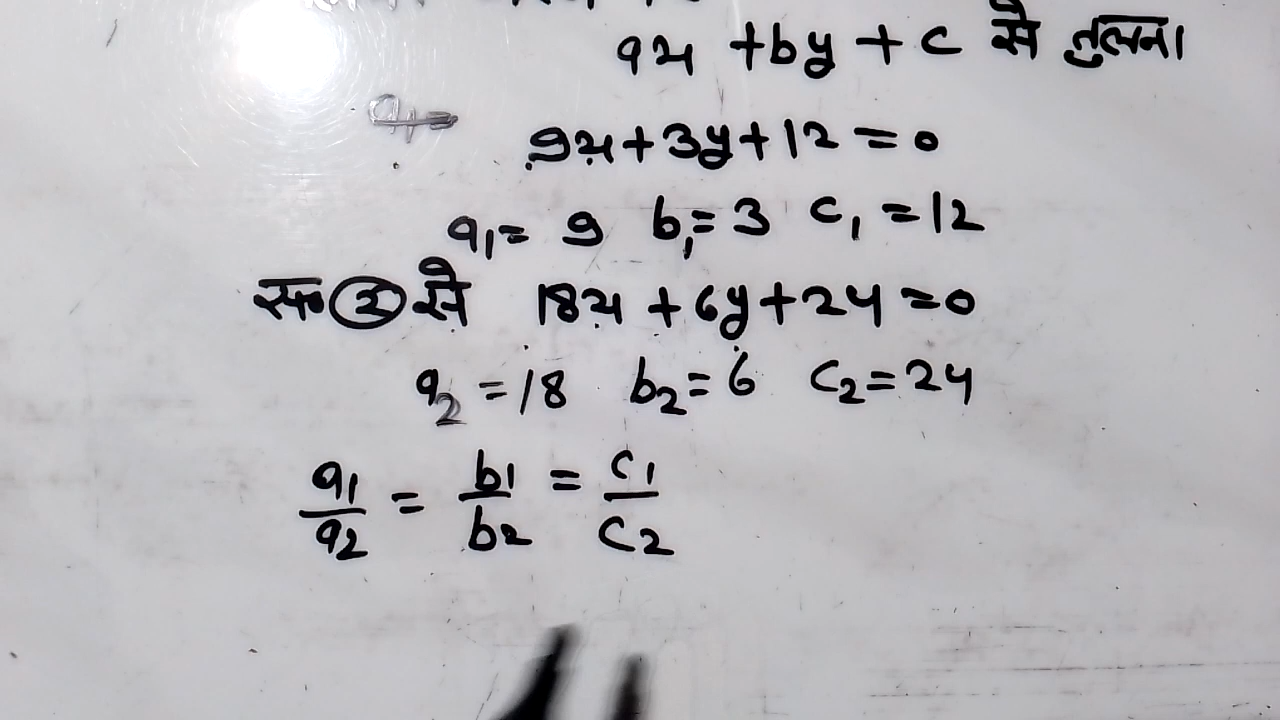 ax + by + c से तुलना
9x + 3y + 12 = 0
a₁ = 9 b₁ = 3 c₁ = 12
स० ② से 18x + 6y + 24 = 0
a₂ = 18 b₂ = 6 c₂ = 24
a₁/a₂ = b₁/b₂ = c₁/c₂